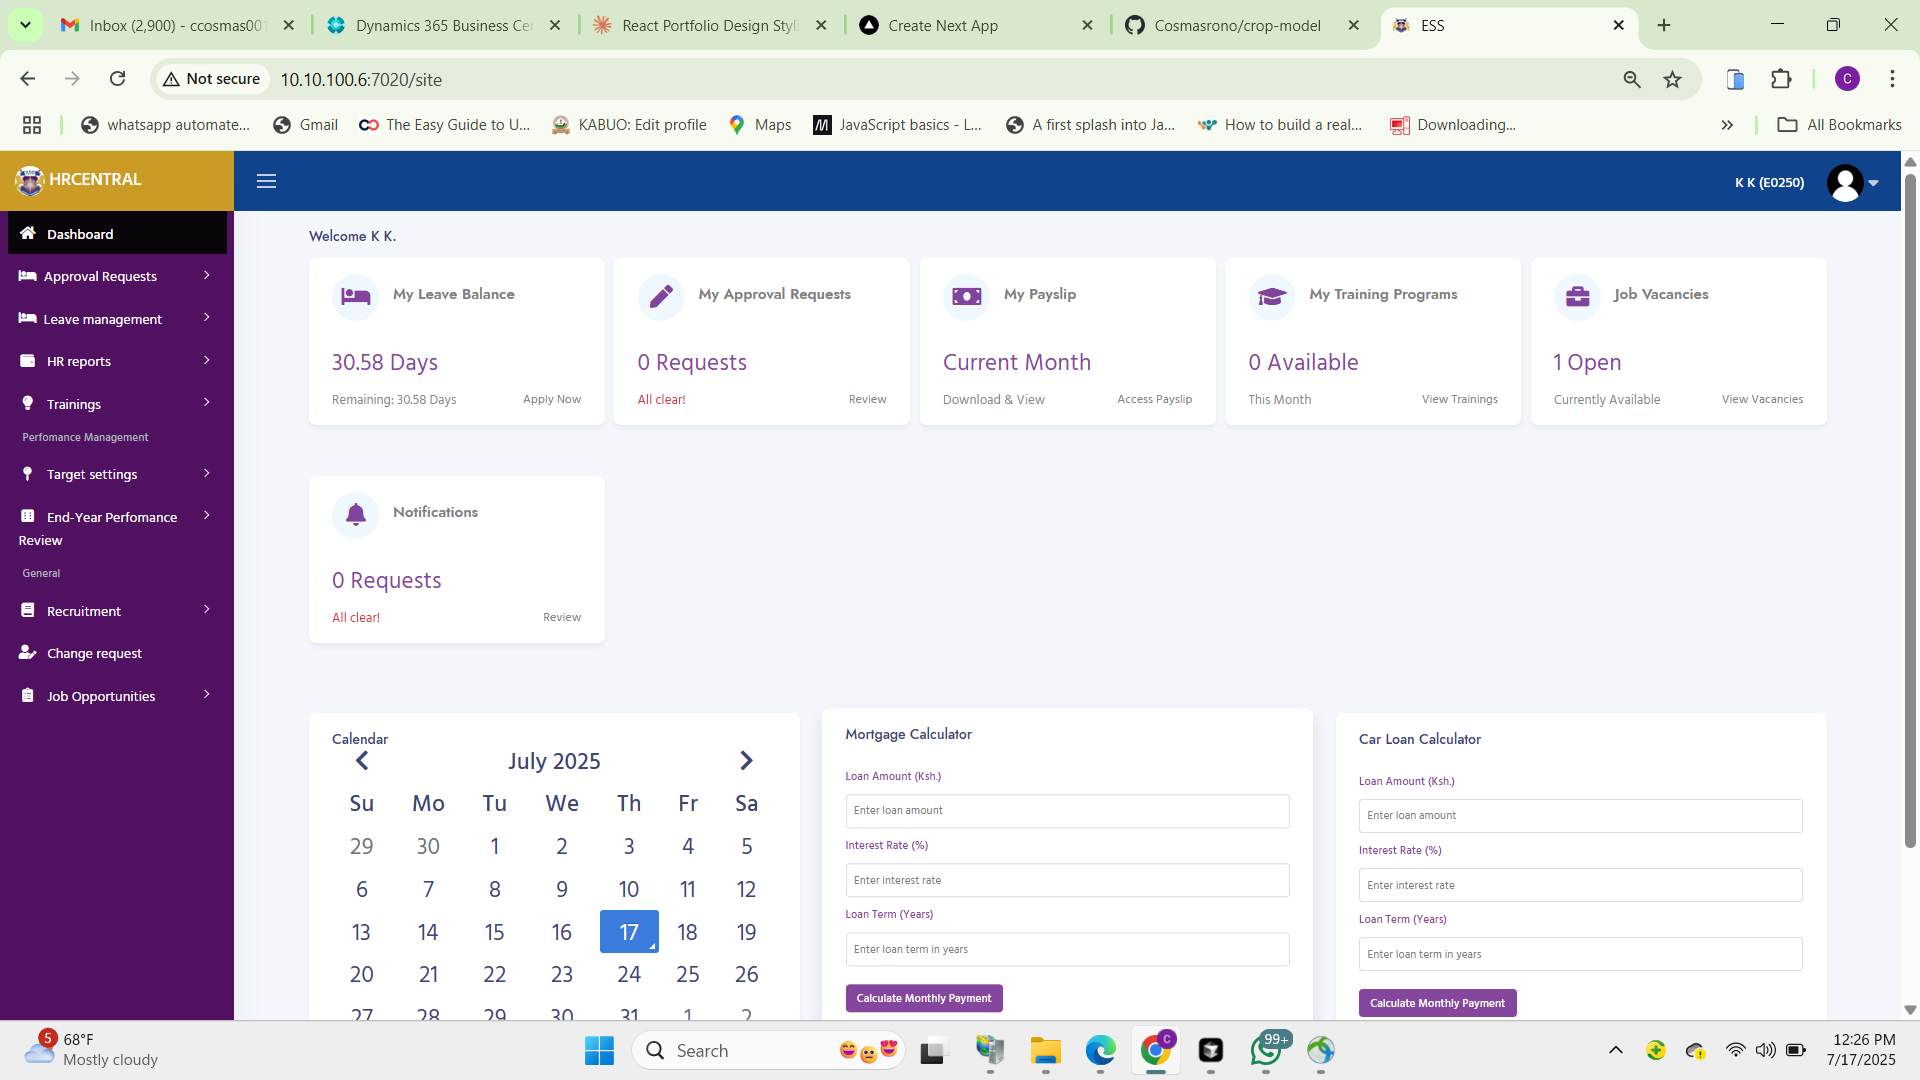 Inbox (2,900) - ccosmas001
Dynamics 365 Business Ce
React Portfolio Design Styli
Create Next App
Cosmasrono/crop-model
ESS
Not secure
10.10.100.6:7020/site
C
whatsapp automate...
Gmail
The Easy Guide to U...
KABUO: Edit profile
Maps
JavaScript basics - L...
A first splash into Ja...
How to build a real...
Downloading...
All Bookmarks
HRCENTRAL
K K (E0250)
Dashboard
Approval Requests
Leave management
HR reports
Trainings
Perfomance Management
Target settings
End-Year Perfomance
Review
General
Recruitment
Change request
Job Opportunities
Welcome K K.
My Leave Balance
30.58 Days
Remaining: 30.58 Days
Apply Now
My Approval Requests
0 Requests
All clear!
Review
My Payslip
Current Month
Download & View
Access Payslip
My Training Programs
0 Available
This Month
View Trainings
Job Vacancies
1 Open
Currently Available
View Vacancies
Notifications
0 Requests
All clear!
Review
Calendar
July 2025
Su Mo Tu We Th Fr Sa
29 30 1 2 3 4 5
6 7 8 9 10 11 12
13 14 15 16 17 18 19
20 21 22 23 24 25 26
27 28 29 30 31 1 2
Mortgage Calculator
Loan Amount (Ksh.)
Enter loan amount
Interest Rate (%)
Enter interest rate
Loan Term (Years)
Enter loan term in years
Calculate Monthly Payment
Car Loan Calculator
Loan Amount (Ksh.)
Enter loan amount
Interest Rate (%)
Enter interest rate
Loan Term (Years)
Enter loan term in years
Calculate Monthly Payment
5
68°F
Mostly cloudy
Search
C
99+
12:26 PM
7/17/2025